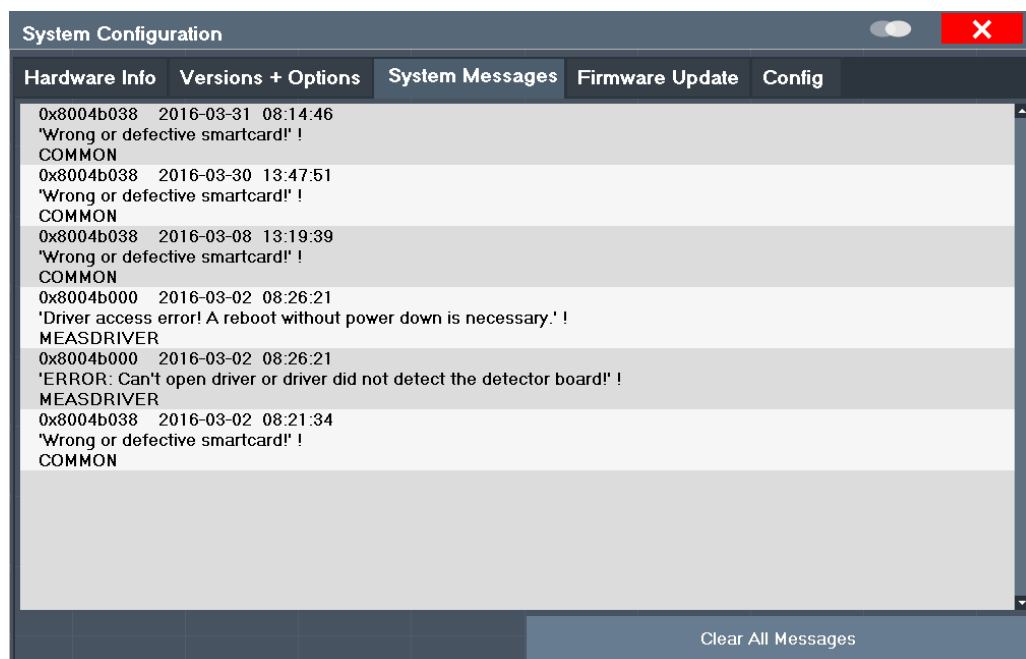 System Configuration
Hardware Info Versions + Options System Messages Firmware Update Config
0x8004b038 2016-03-31 08:14:46
'Wrong or defective smartcard!' !
COMMON
0x8004b038 2016-03-30 13:47:51
'Wrong or defective smartcard!' !
COMMON
0x8004b038 2016-03-08 13:19:39
'Wrong or defective smartcard!' !
COMMON
0x8004b000 2016-03-02 08:26:21
'Driver access error! A reboot without power down is necessary.' !
MEASDRIVER
0x8004b000 2016-03-02 08:26:21
'ERROR: Can't open driver or driver did not detect the detector board!' !
MEASDRIVER
0x8004b038 2016-03-02 08:21:34
'Wrong or defective smartcard!' !
COMMON
Clear All Messages